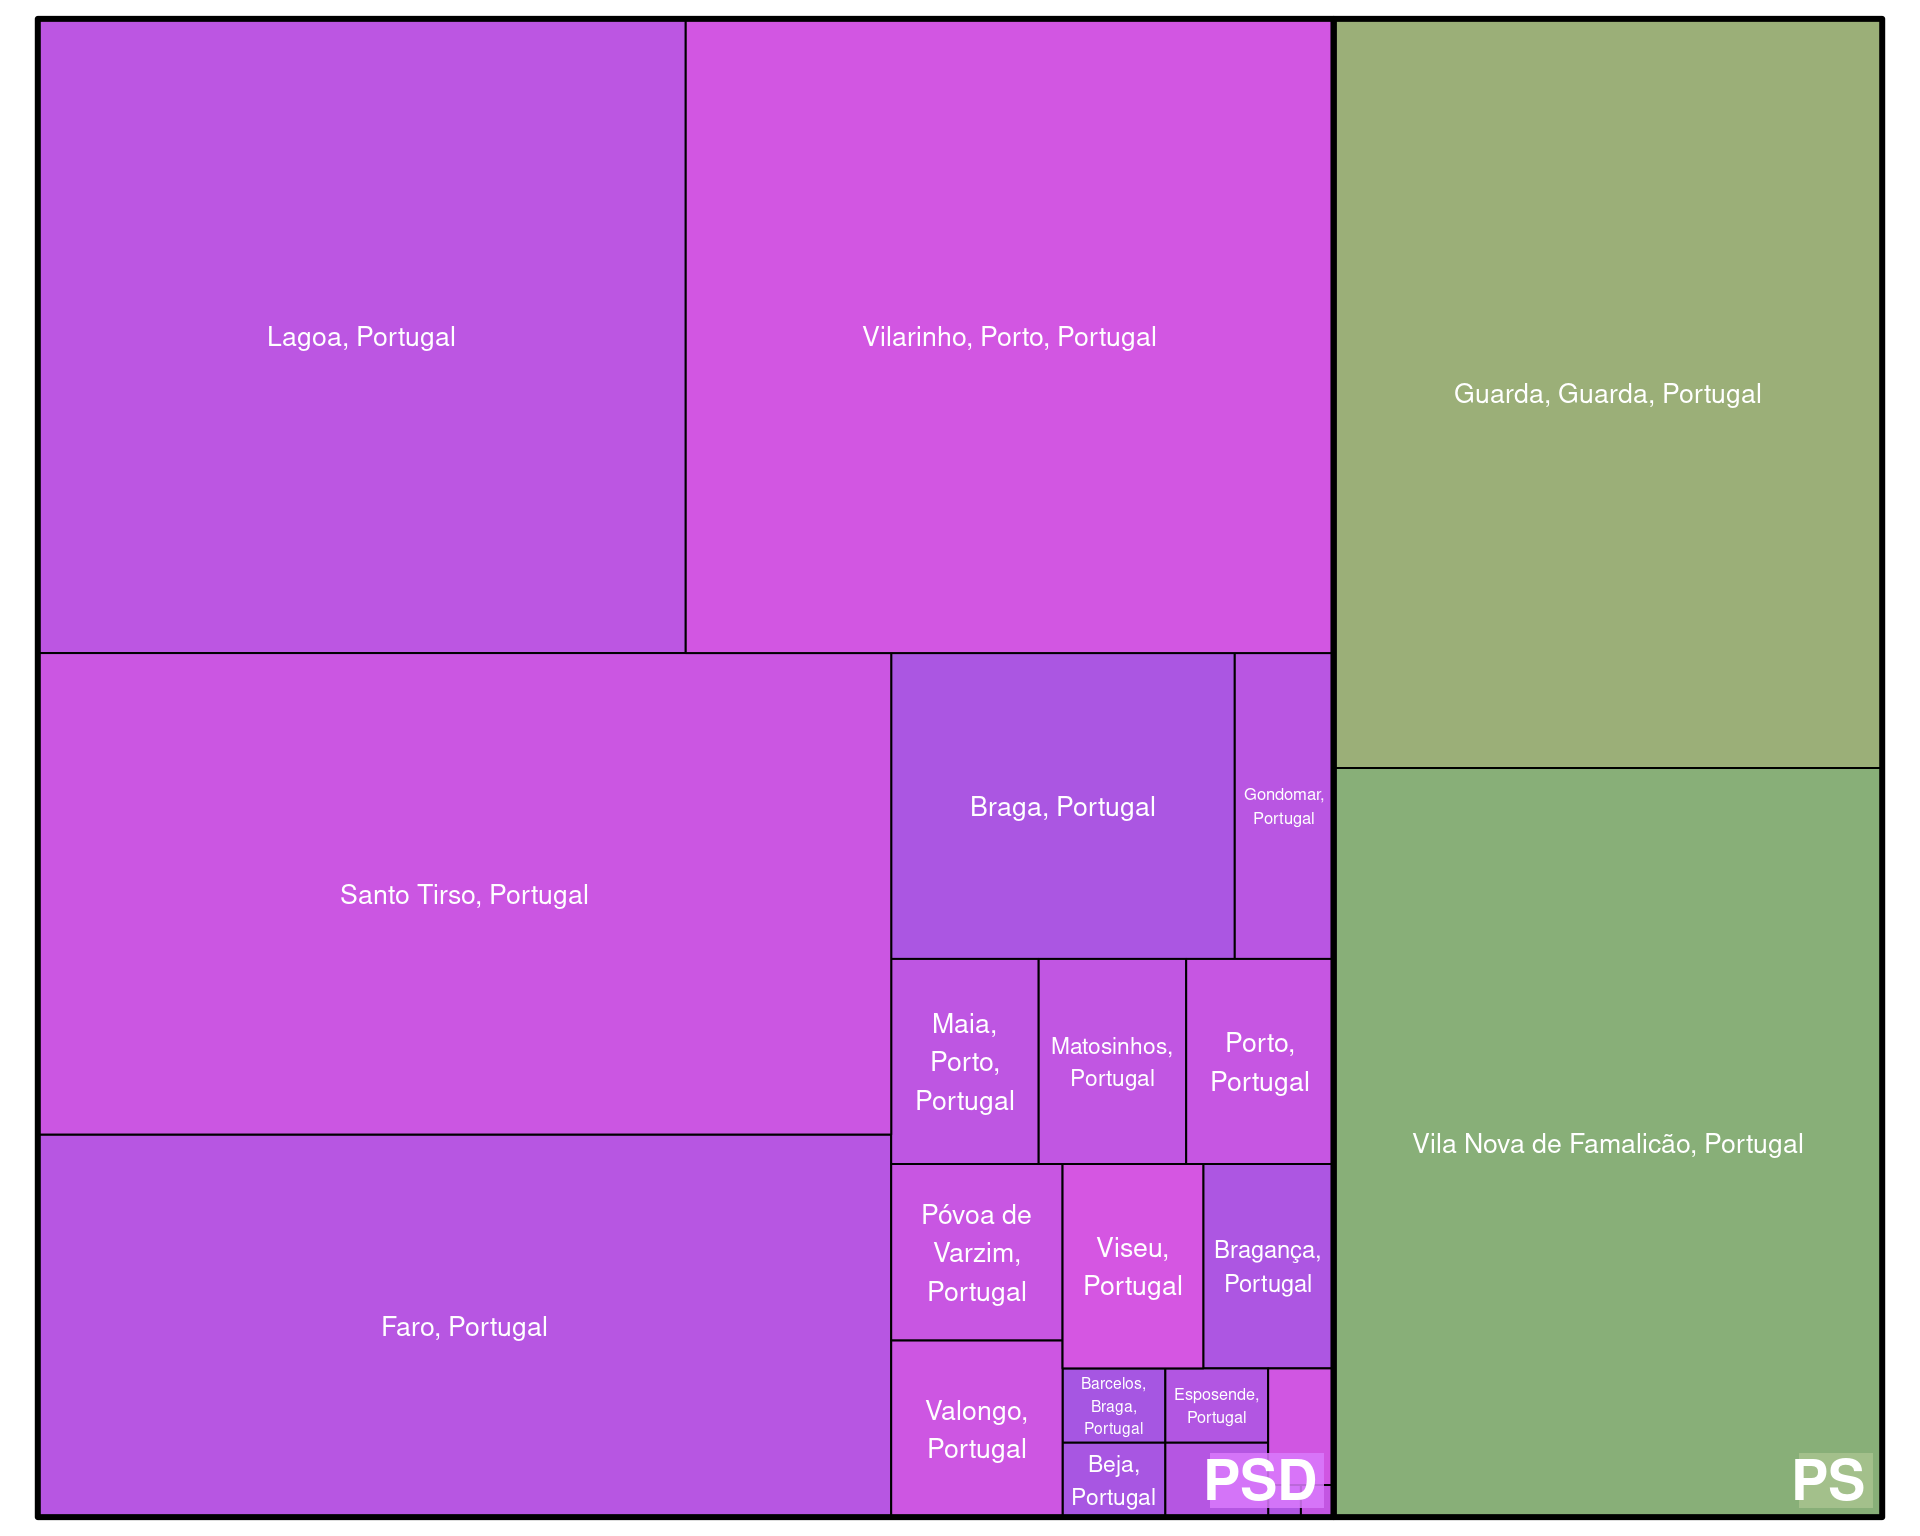 Lagoa, Portugal
Vilarinho, Porto, Portugal
Guarda, Guarda, Portugal
Santo Tirso, Portugal
Braga, Portugal
Gondomar,
Portugal
Maia,
Porto,
Portugal
Matosinhos,
Portugal
Porto,
Portugal
Vila Nova de Famalicão, Portugal
Póvoa de
Varzim,
Portugal
Viseu,
Portugal
Bragança,
Portugal
Faro, Portugal
Valongo,
Portugal
Barcelos,
Braga,
Portugal
Esposende,
Portugal
Beja,
Portugal
PSD
PS